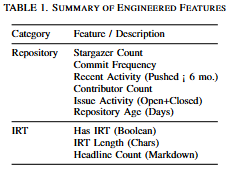 TABLE 1. SUMMARY OF ENGINEERED FEATURES
Category Feature / Description
Repository Stargazer Count
Commit Frequency
Recent Activity (Pushed ¡ 6 mo.)
Contributor Count
Issue Activity (Open+Closed)
Repository Age (Days)
IRT Has IRT (Boolean)
IRT Length (Chars)
Headline Count (Markdown)